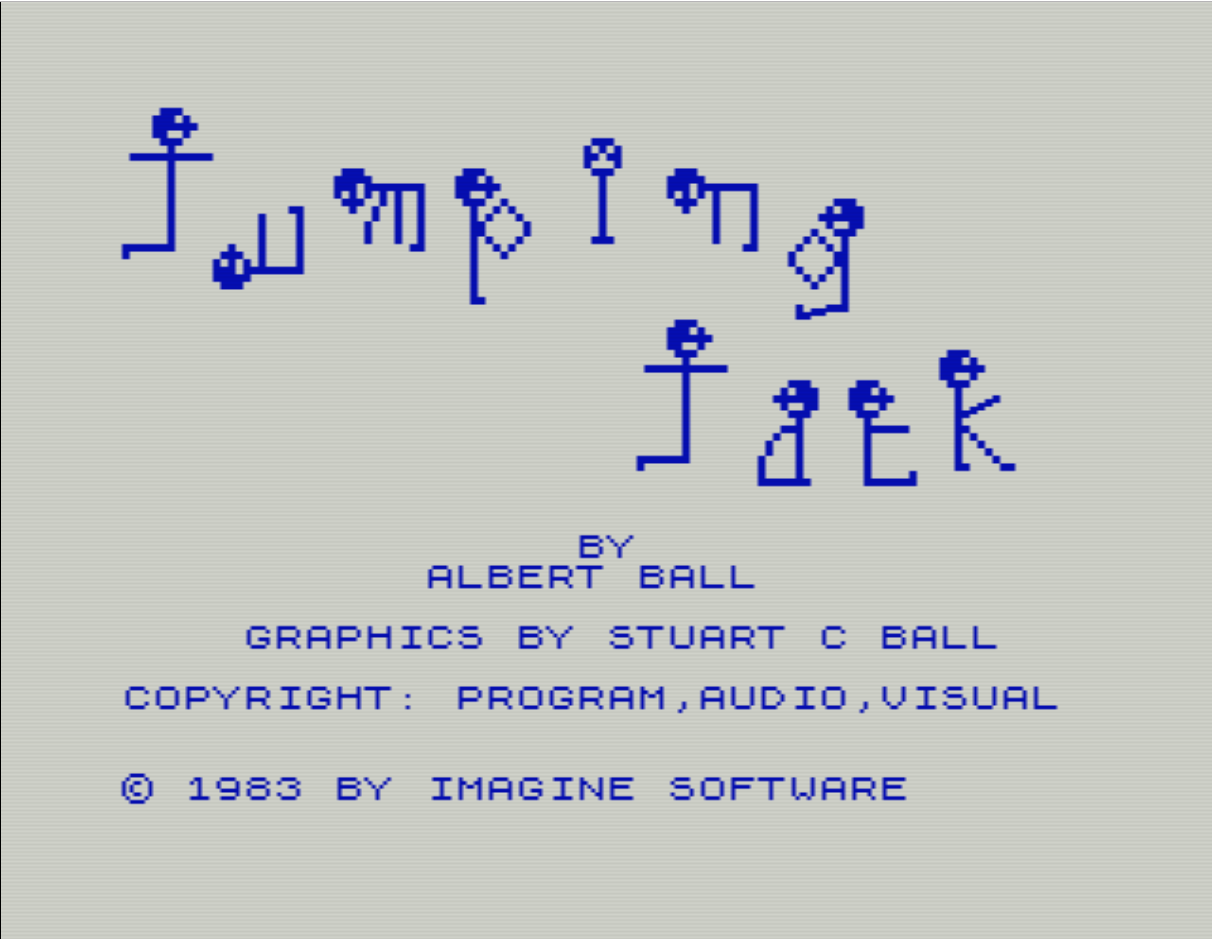 Jumping
Jack
BY
ALBERT BALL
GRAPHICS BY STUART C BALL
COPYRIGHT: PROGRAM,AUDIO,VISUAL
© 1983 BY IMAGINE SOFTWARE